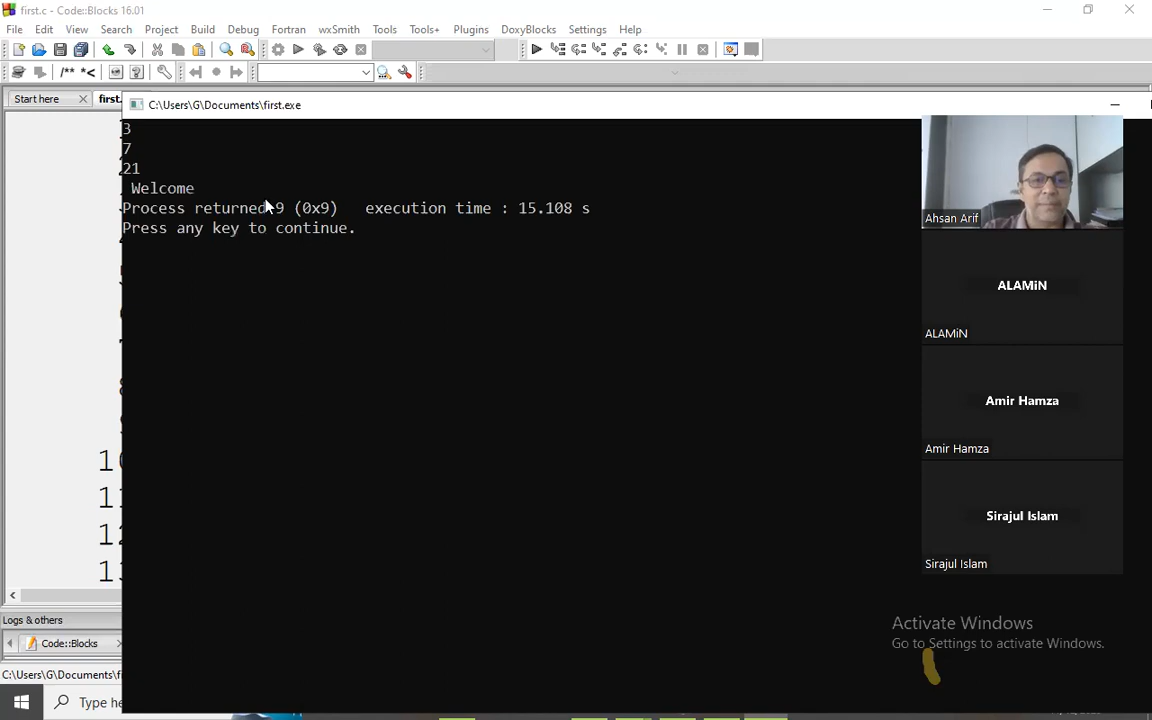 first.c - Code::Blocks 16.01
File Edit View Search Project Build Debug Fortran wxSmith Tools Tools+ Plugins DoxyBlocks Settings Help
/** *<
Start here
first.
C:\Users\G\Documents\first.exe
3
7
21
Welcome
Process returned 9 (0x9) execution time : 15.108 s
Press any key to continue.
Ahsan Arif
ALAMiN
ALAMiN
Amir Hamza
Amir Hamza
Sirajul Islam
Sirajul Islam
Logs & others
Code::Blocks
Activate Windows
Go to Settings to activate Windows.
C:\Users\G\Documents\fi
Type he